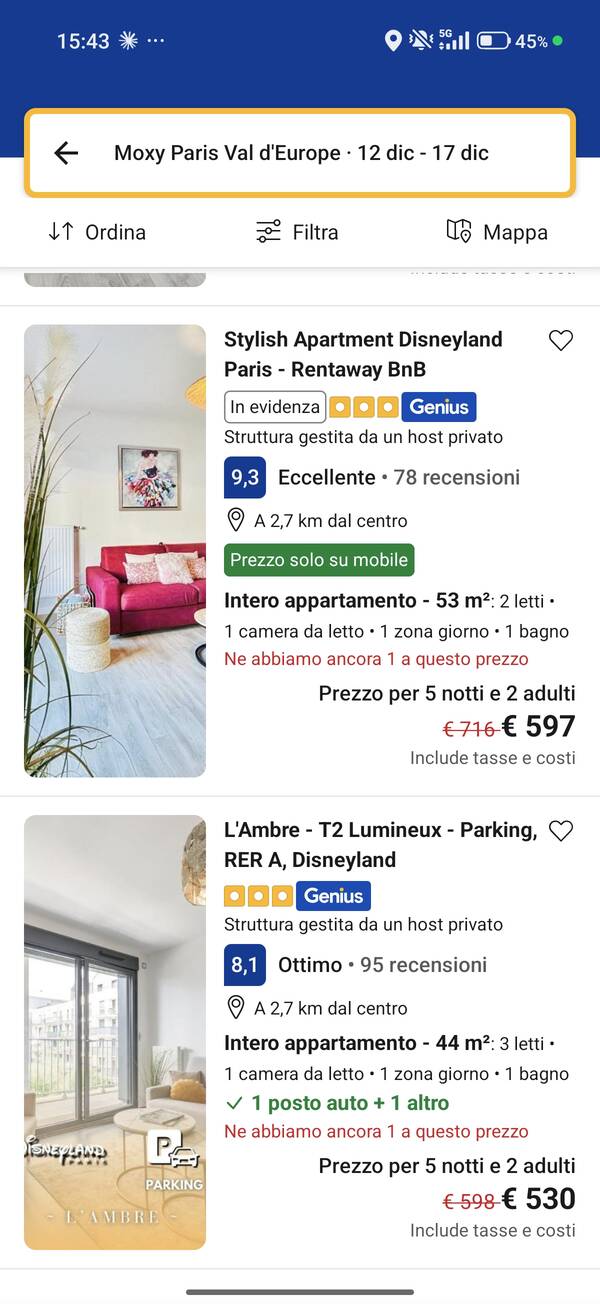 15:43
5G
45%
Moxy Paris Val d'Europe · 12 dic - 17 dic
Ordina
Filtra
Mappa
Include tasse e costi
Stylish Apartment Disneyland
Paris - Rentaway BnB
In evidenza
Genius
Struttura gestita da un host privato
9,3 Eccellente • 78 recensioni
A 2,7 km dal centro
Prezzo solo su mobile
Intero appartamento - 53 m²: 2 letti •
1 camera da letto • 1 zona giorno • 1 bagno
Ne abbiamo ancora 1 a questo prezzo
Prezzo per 5 notti e 2 adulti
€ 716 € 597
Include tasse e costi
L'Ambre - T2 Lumineux - Parking,
RER A, Disneyland
Genius
Struttura gestita da un host privato
8,1 Ottimo • 95 recensioni
A 2,7 km dal centro
Intero appartamento - 44 m²: 3 letti •
1 camera da letto • 1 zona giorno • 1 bagno
1 posto auto + 1 altro
Ne abbiamo ancora 1 a questo prezzo
Prezzo per 5 notti e 2 adulti
€ 598 € 530
Include tasse e costi
DISNEYLAND
PARIS
P
PARKING
- L'AMBRE -